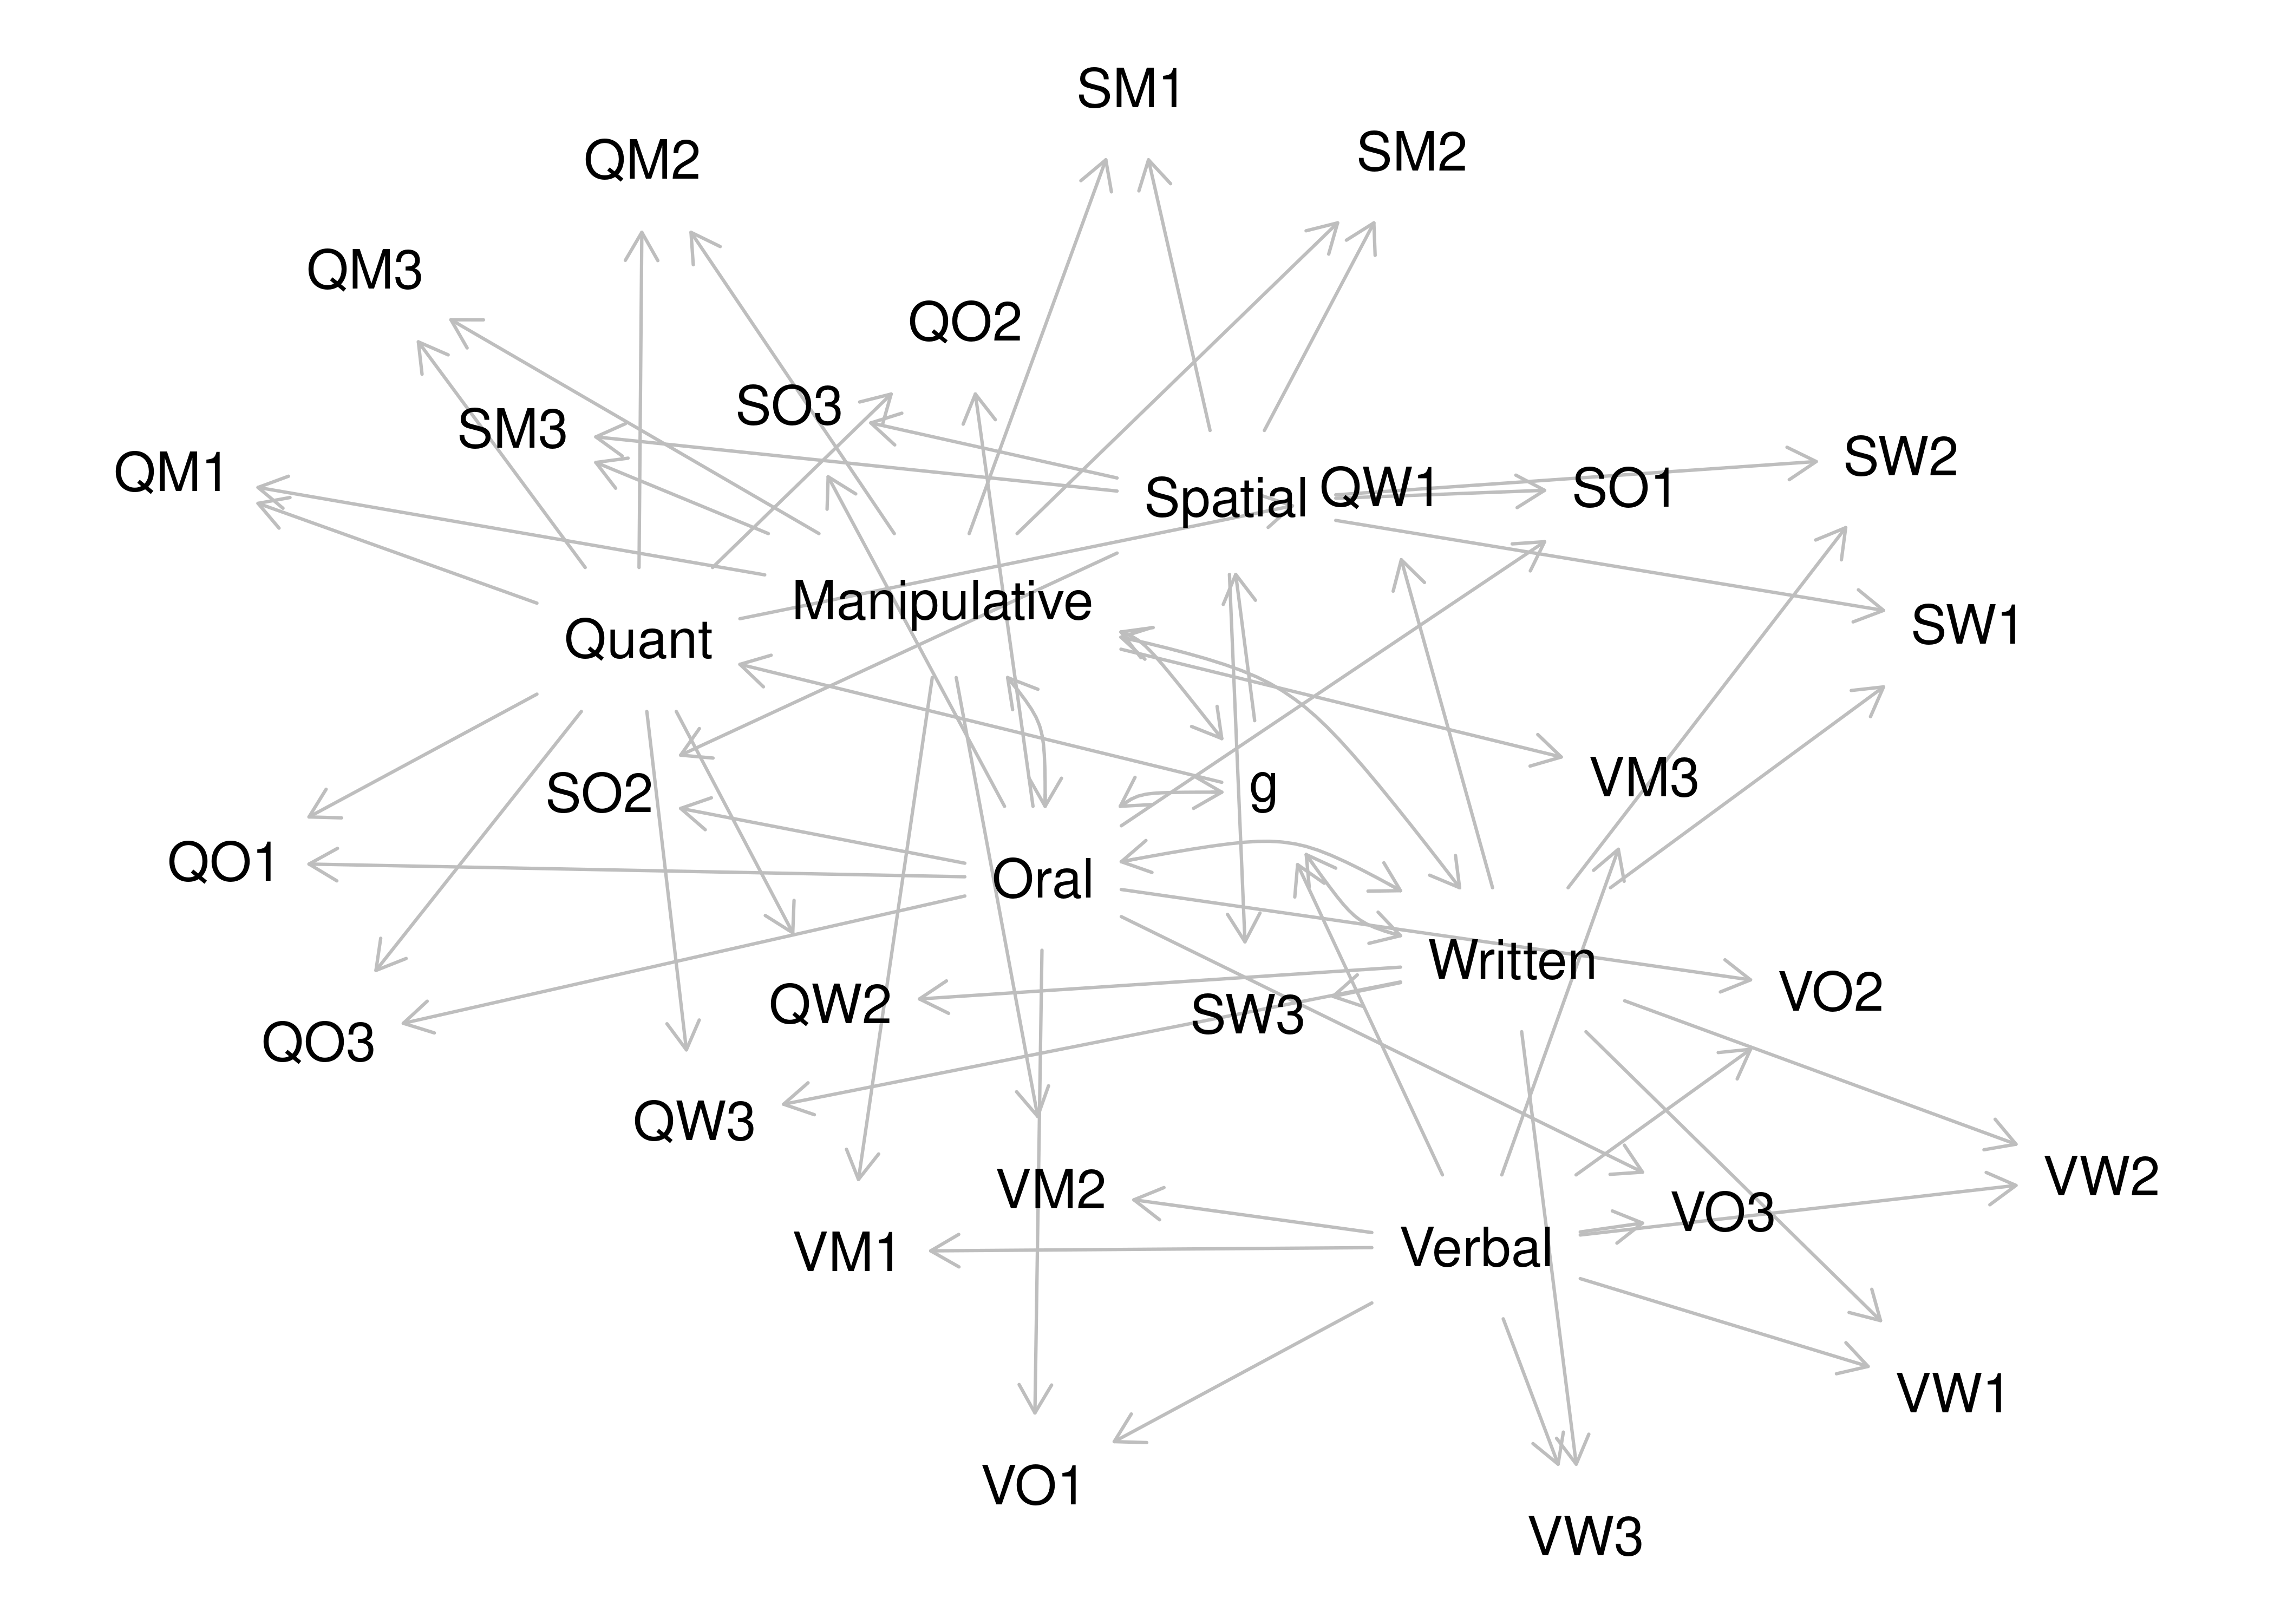 SM1
SM2
QM2
QM3
QO2
SO3
SM3
SW2
QM1
Spatial
QW1
SO1
Manipulative
SW1
Quant
VM3
g
SO2
QO1
Oral
Written
VO2
QW2
SW3
QO3
QW3
VW2
VM2
VO3
VM1
Verbal
VW1
VO1
VW3